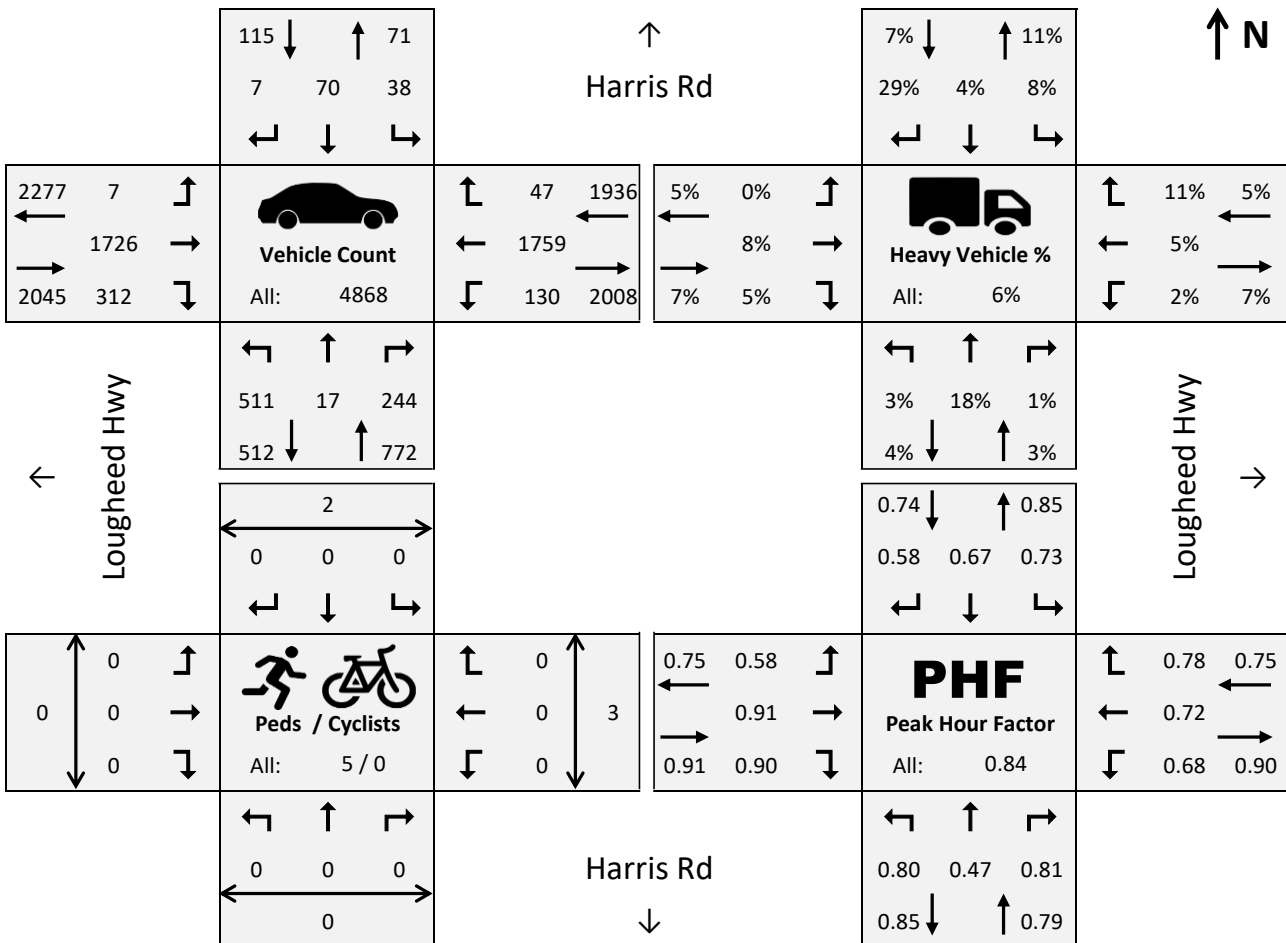 115 71 7% 11% N
Harris Rd
7 70 38 29% 4% 8%
2277 7 47 1936 5% 0% 11% 5%
1726 1759 8% 5%
Vehicle Count Heavy Vehicle %
2045 312 All: 4868 130 2008 7% 5% All: 6% 2% 7%
511 17 244 3% 18% 1%
512 772 4% 3%
Lougheed Hwy
Lougheed Hwy
2 0.74 0.85
0 0 0 0.58 0.67 0.73
0 0 0.75 0.58 PHF 0.78 0.75
0 0 Peds / Cyclists 0 3 0.91 Peak Hour Factor 0.72
0 All: 5 / 0 0 0.91 0.90 All: 0.84 0.68 0.90
0 0 0 0.80 0.47 0.81
Harris Rd
0 0.85 0.79